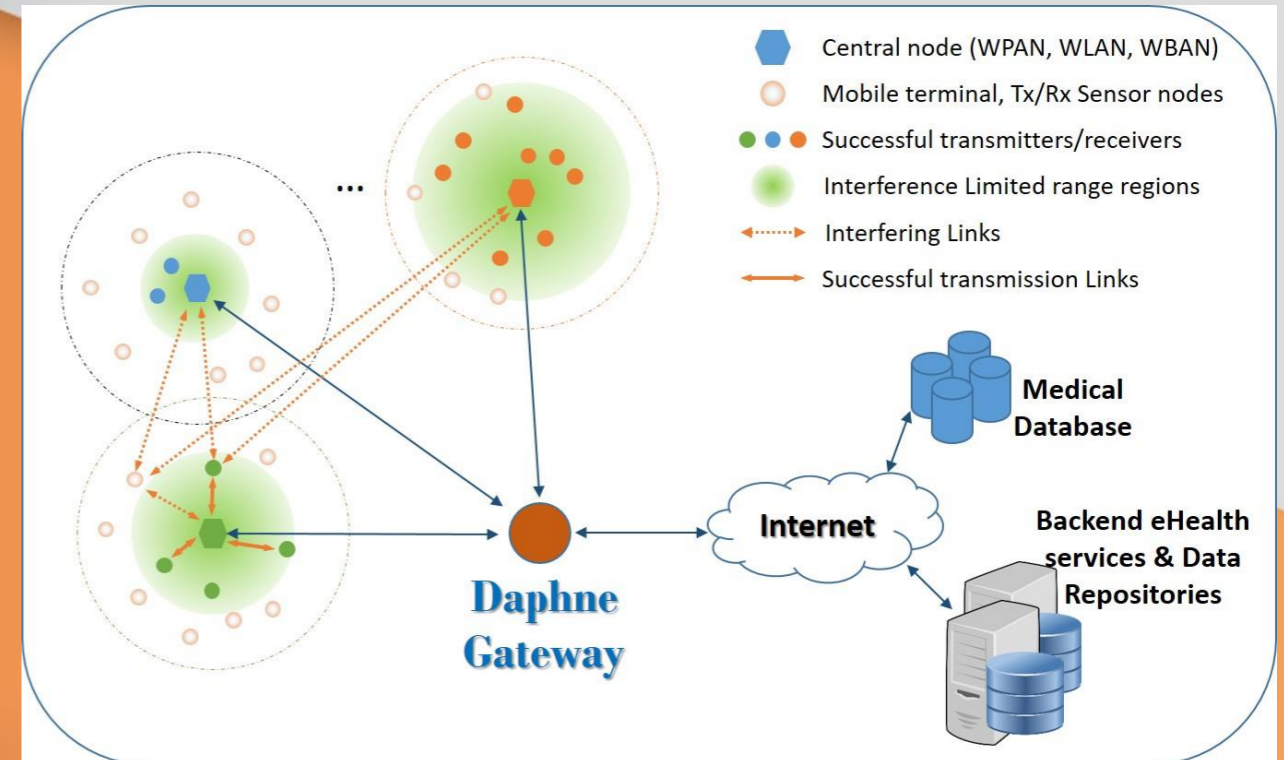 Central node (WPAN, WLAN, WBAN)
Mobile terminal, Tx/Rx Sensor nodes
Successful transmitters/receivers
Interference Limited range regions
Interfering Links
Successful transmission Links
...
Medical
Database
Internet
Backend eHealth
services & Data
Repositories
Daphne
Gateway